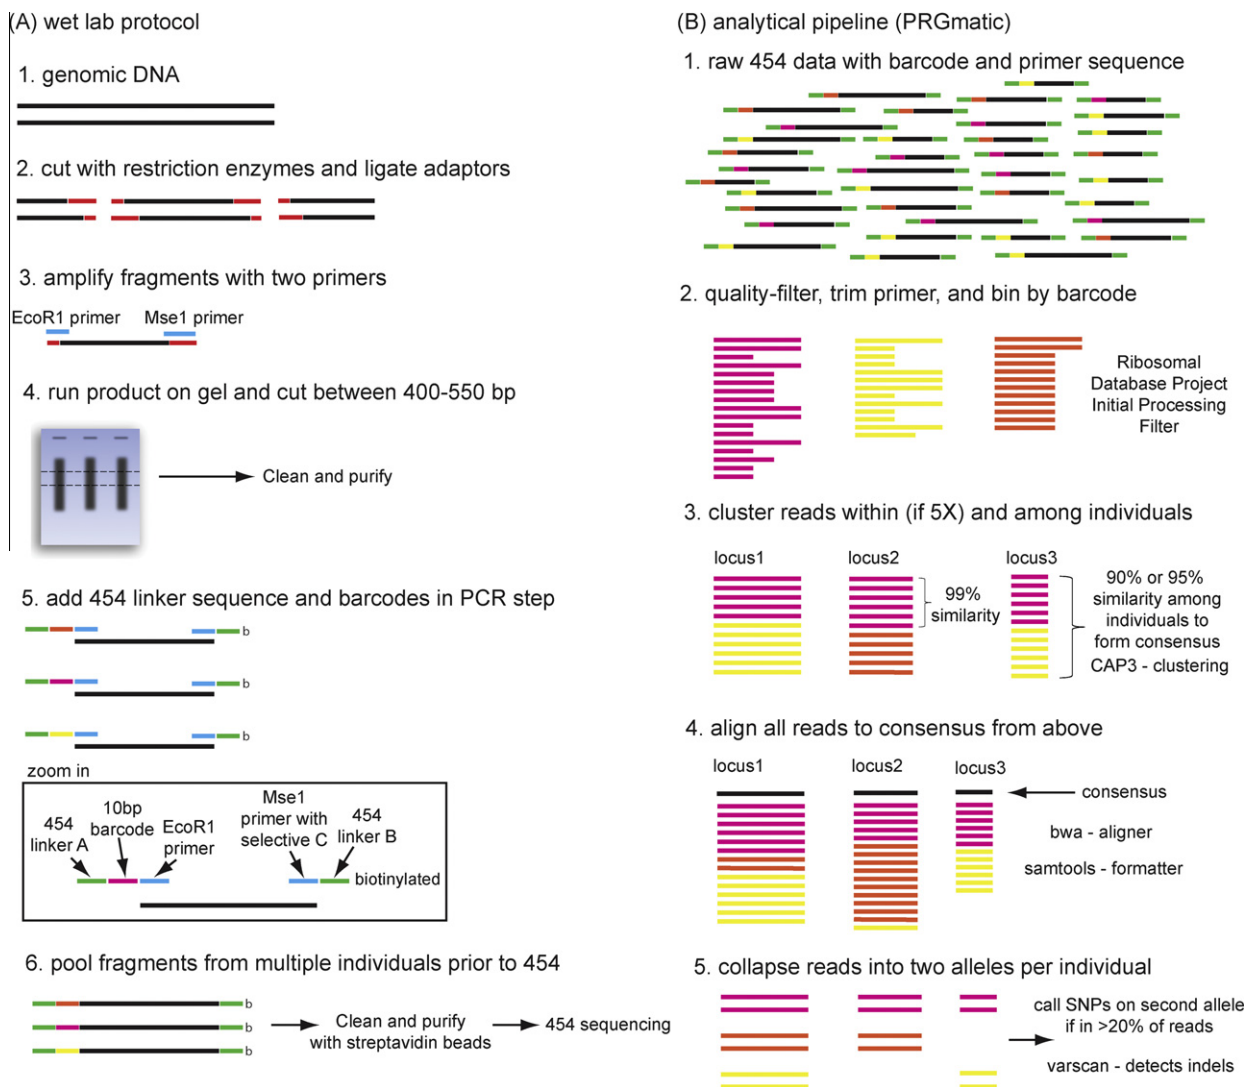 (A) wet lab protocol
1. genomic DNA
2. cut with restriction enzymes and ligate adaptors
3. amplify fragments with two primers
EcoR1 primer
Mse1 primer
4. run product on gel and cut between 400-550 bp
Clean and purify
5. add 454 linker sequence and barcodes in PCR step
b
b
b
zoom in
454
linker A
10bp
barcode
EcoR1
primer
Mse1
primer with
selective C
454
linker B
biotinylated
6. pool fragments from multiple individuals prior to 454
b
b
b
Clean and purify
with streptavidin beads
454 sequencing
(B) analytical pipeline (PRGmatic)
1. raw 454 data with barcode and primer sequence
2. quality-filter, trim primer, and bin by barcode
Ribosomal
Database Project
Initial Processing
Filter
3. cluster reads within (if 5X) and among individuals
locus1
locus2
locus3
99%
similarity
90% or 95%
similarity among
individuals to
form consensus
CAP3 - clustering
4. align all reads to consensus from above
locus1
locus2
locus3
consensus
bwa - aligner
samtools - formatter
5. collapse reads into two alleles per individual
call SNPs on second allele
if in >20% of reads
varscan - detects indels